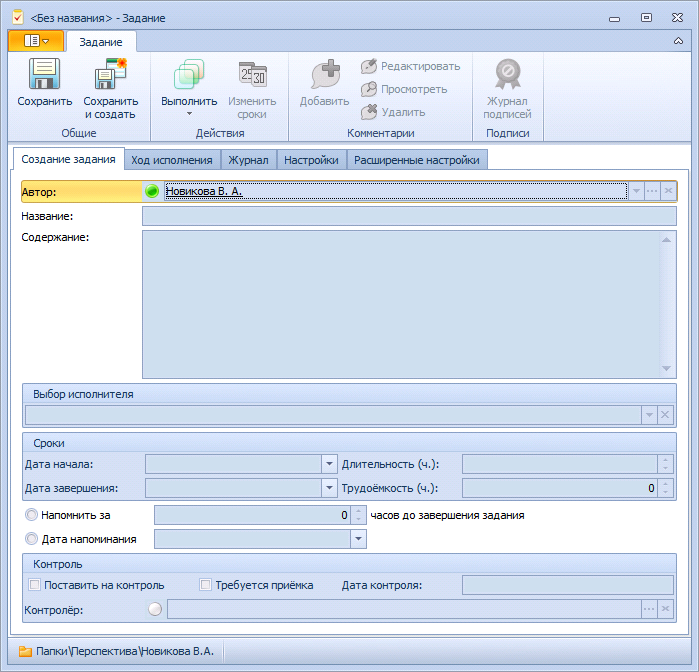 <Без названия> - Задание
Задание
Сохранить
Сохранить
и создать
Общие
Выполнить
Изменить
сроки
Действия
Добавить
Редактировать
Просмотреть
Удалить
Комментарии
Журнал
подписей
Подписи
Создание задания
Ход исполнения
Журнал
Настройки
Расширенные настройки
Автор:
Новикова В. А.
Название:
Содержание:
Выбор исполнителя
Сроки
Дата начала:
Длительность (ч.):
Дата завершения:
Трудоёмкость (ч.):
0
Напомнить за
0
часов до завершения задания
Дата напоминания
Контроль
Поставить на контроль
Требуется приёмка
Дата контроля:
Контролёр:
Папки\Перспектива\Новикова В.А.